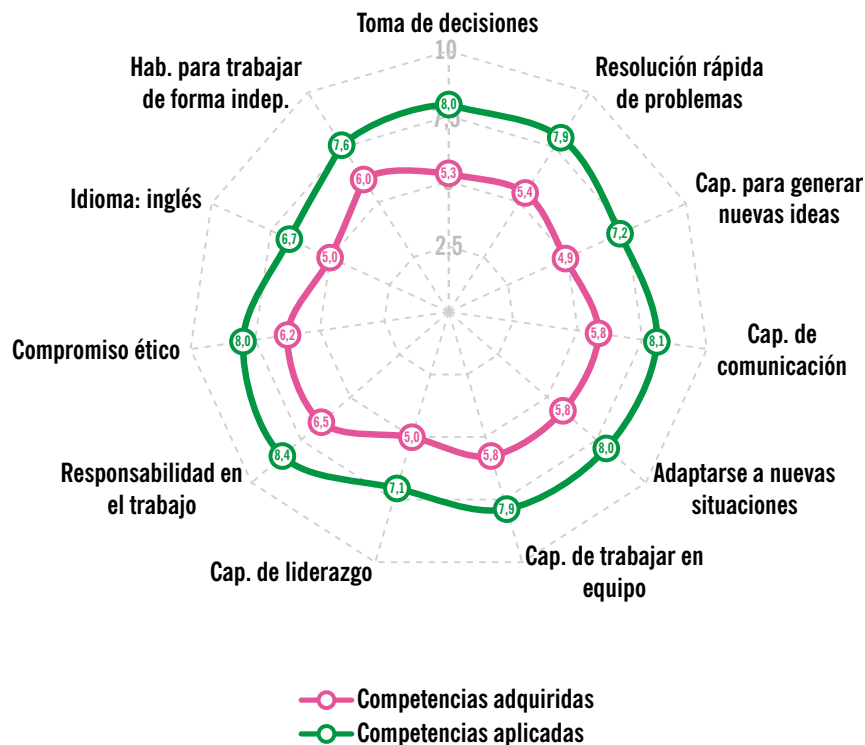 Toma de decisiones
10
Hab. para trabajar
de forma indep.
Resolución rápida
de problemas
8,0
7,5
7,9
7,6
6,0
5,3
5,4
Idioma: inglés
Cap. para generar
nuevas ideas
7,2
6,7
5,0
4,9
2,5
Compromiso ético
8,0
6,2
5,8
8,1
Cap. de
comunicación
6,5
5,8
8,4
8,0
5,0
5,8
Responsabilidad en
el trabajo
Adaptarse a nuevas
situaciones
7,1
7,9
Cap. de liderazgo
Cap. de trabajar en
equipo
Competencias adquiridas
Competencias aplicadas